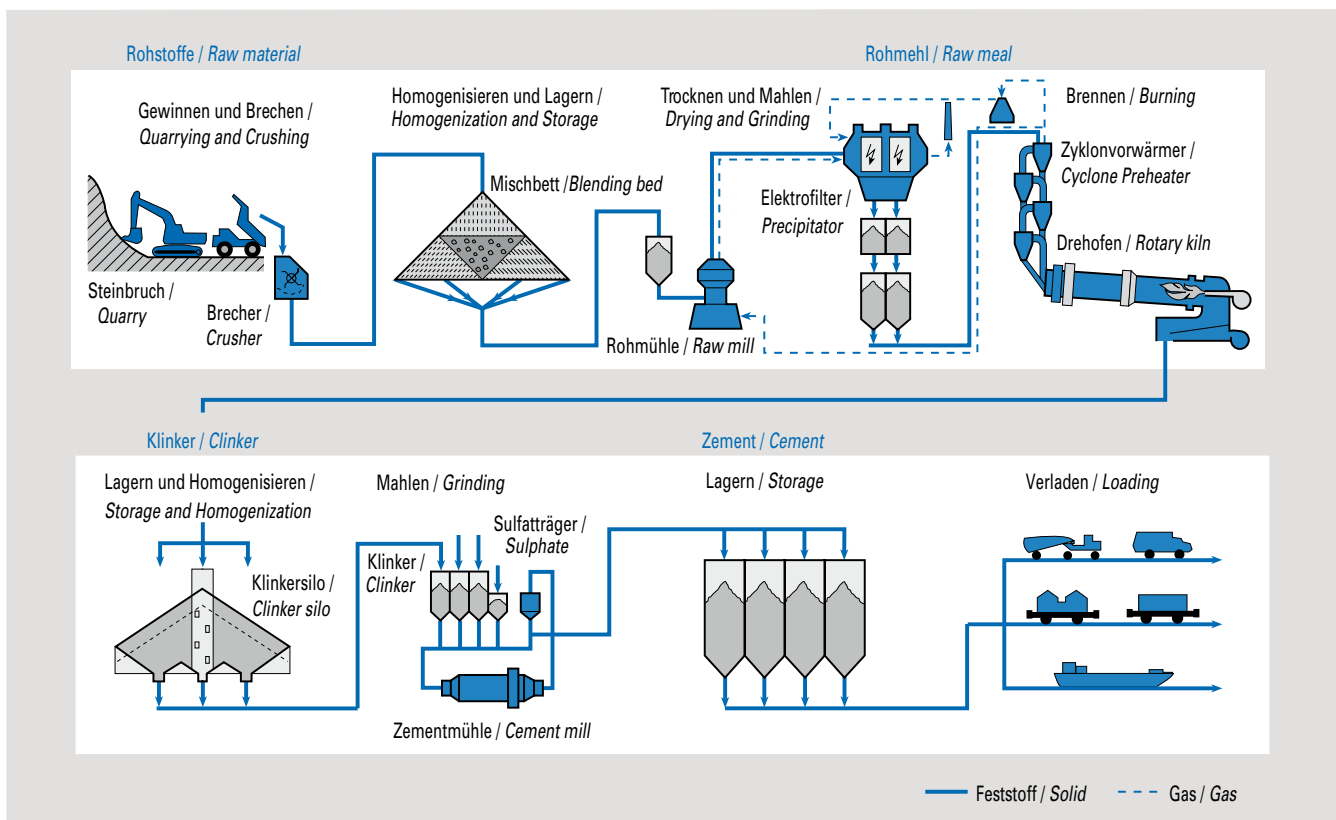 Rohstoffe / Raw material
Rohmehl / Raw meal
Gewinnen und Brechen /
Quarrying and Crushing
Homogenisieren und Lagern /
Homogenization and Storage
Trocknen und Mahlen /
Drying and Grinding
Brennen / Burning
Zyklonvorwärmer /
Cyclone Preheater
Mischbett /Blending bed
Elektrofilter /
Precipitator
Drehofen / Rotary kiln
Steinbruch /
Quarry
Brecher /
Crusher
Rohmühle / Raw mill
Klinker / Clinker
Zement / Cement
Lagern und Homogenisieren /
Storage and Homogenization
Mahlen / Grinding
Lagern / Storage
Verladen / Loading
Sulfatträger /
Sulphate
Klinker /
Clinker
Klinkersilo /
Clinker silo
Zementmühle / Cement mill
Feststoff / Solid
Gas / Gas